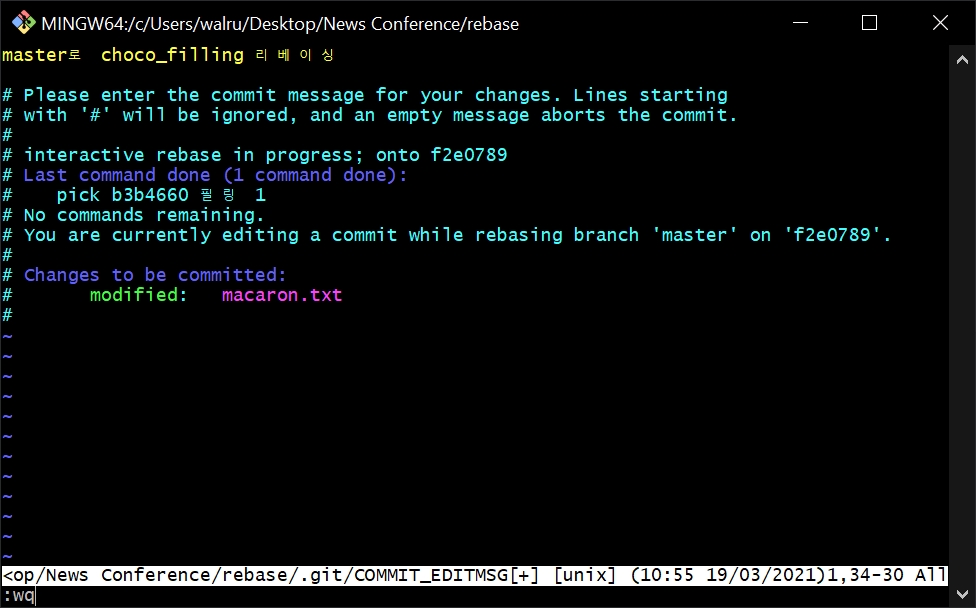 MINGW64:/c/Users/walru/Desktop/News Conference/rebase
master로 choco_filling 리베이싱
# Please enter the commit message for your changes. Lines starting
# with '#' will be ignored, and an empty message aborts the commit.
#
# interactive rebase in progress; onto f2e0789
# Last command done (1 command done):
#    pick b3b4660 필링 1
# No commands remaining.
# You are currently editing a commit while rebasing branch 'master' on 'f2e0789'.
#
# Changes to be committed:
#       modified:   macaron.txt
#
~
~
~
~
~
~
~
~
~
~
~
~
<op/News Conference/rebase/.git/COMMIT_EDITMSG[+] [unix] (10:55 19/03/2021)1,34-30 All
:wq